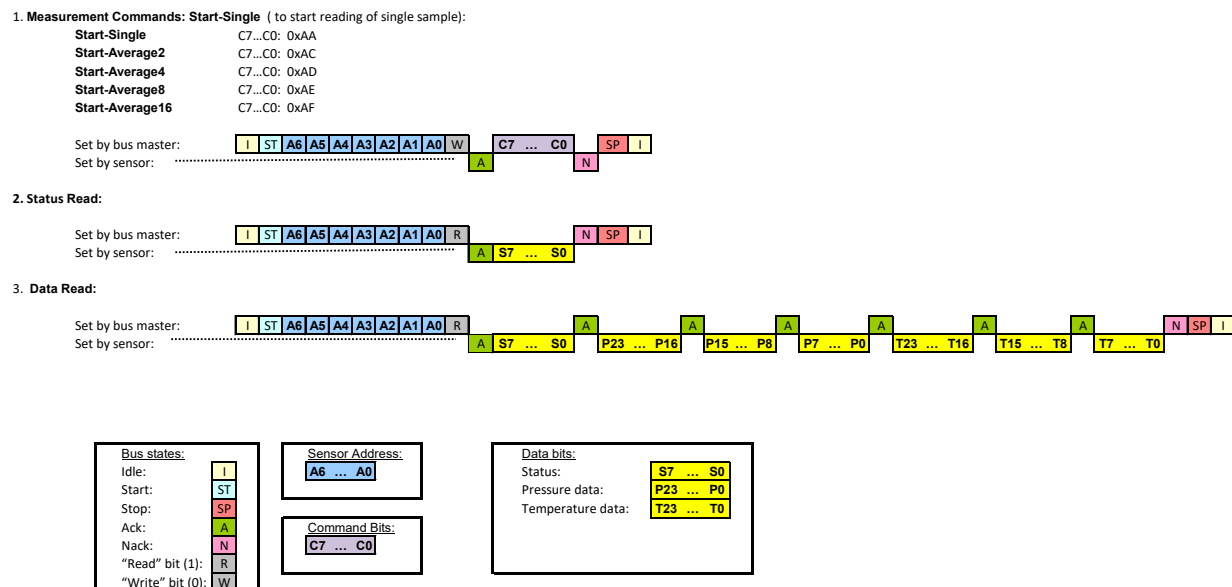 1. Measurement Commands: Start-Single ( to start reading of single sample):
Start-Single C7...C0: 0xAA
Start-Average2 C7...C0: 0xAC
Start-Average4 C7...C0: 0xAD
Start-Average8 C7...C0: 0xAE
Start-Average16 C7...C0: 0xAF
Set by bus master: I ST A6 A5 A4 A3 A2 A1 A0 W C7 ... C0 SP I
Set by sensor: A N
2. Status Read:
Set by bus master: I ST A6 A5 A4 A3 A2 A1 A0 R N SP I
Set by sensor: A S7 ... S0
3. Data Read:
Set by bus master: I ST A6 A5 A4 A3 A2 A1 A0 R A A A A A A N SP I
Set by sensor: A S7 ... S0 P23 ... P16 P15 ... P8 P7 ... P0 T23 ... T16 T15 ... T8 T7 ... T0
Bus states:
Idle: I
Start: ST
Stop: SP
Ack: A
Nack: N
“Read” bit (1): R
“Write” bit (0): W
Sensor Address:
A6 ... A0
Command Bits:
C7 ... C0
Data bits:
Status: S7 ... S0
Pressure data: P23 ... P0
Temperature data: T23 ... T0